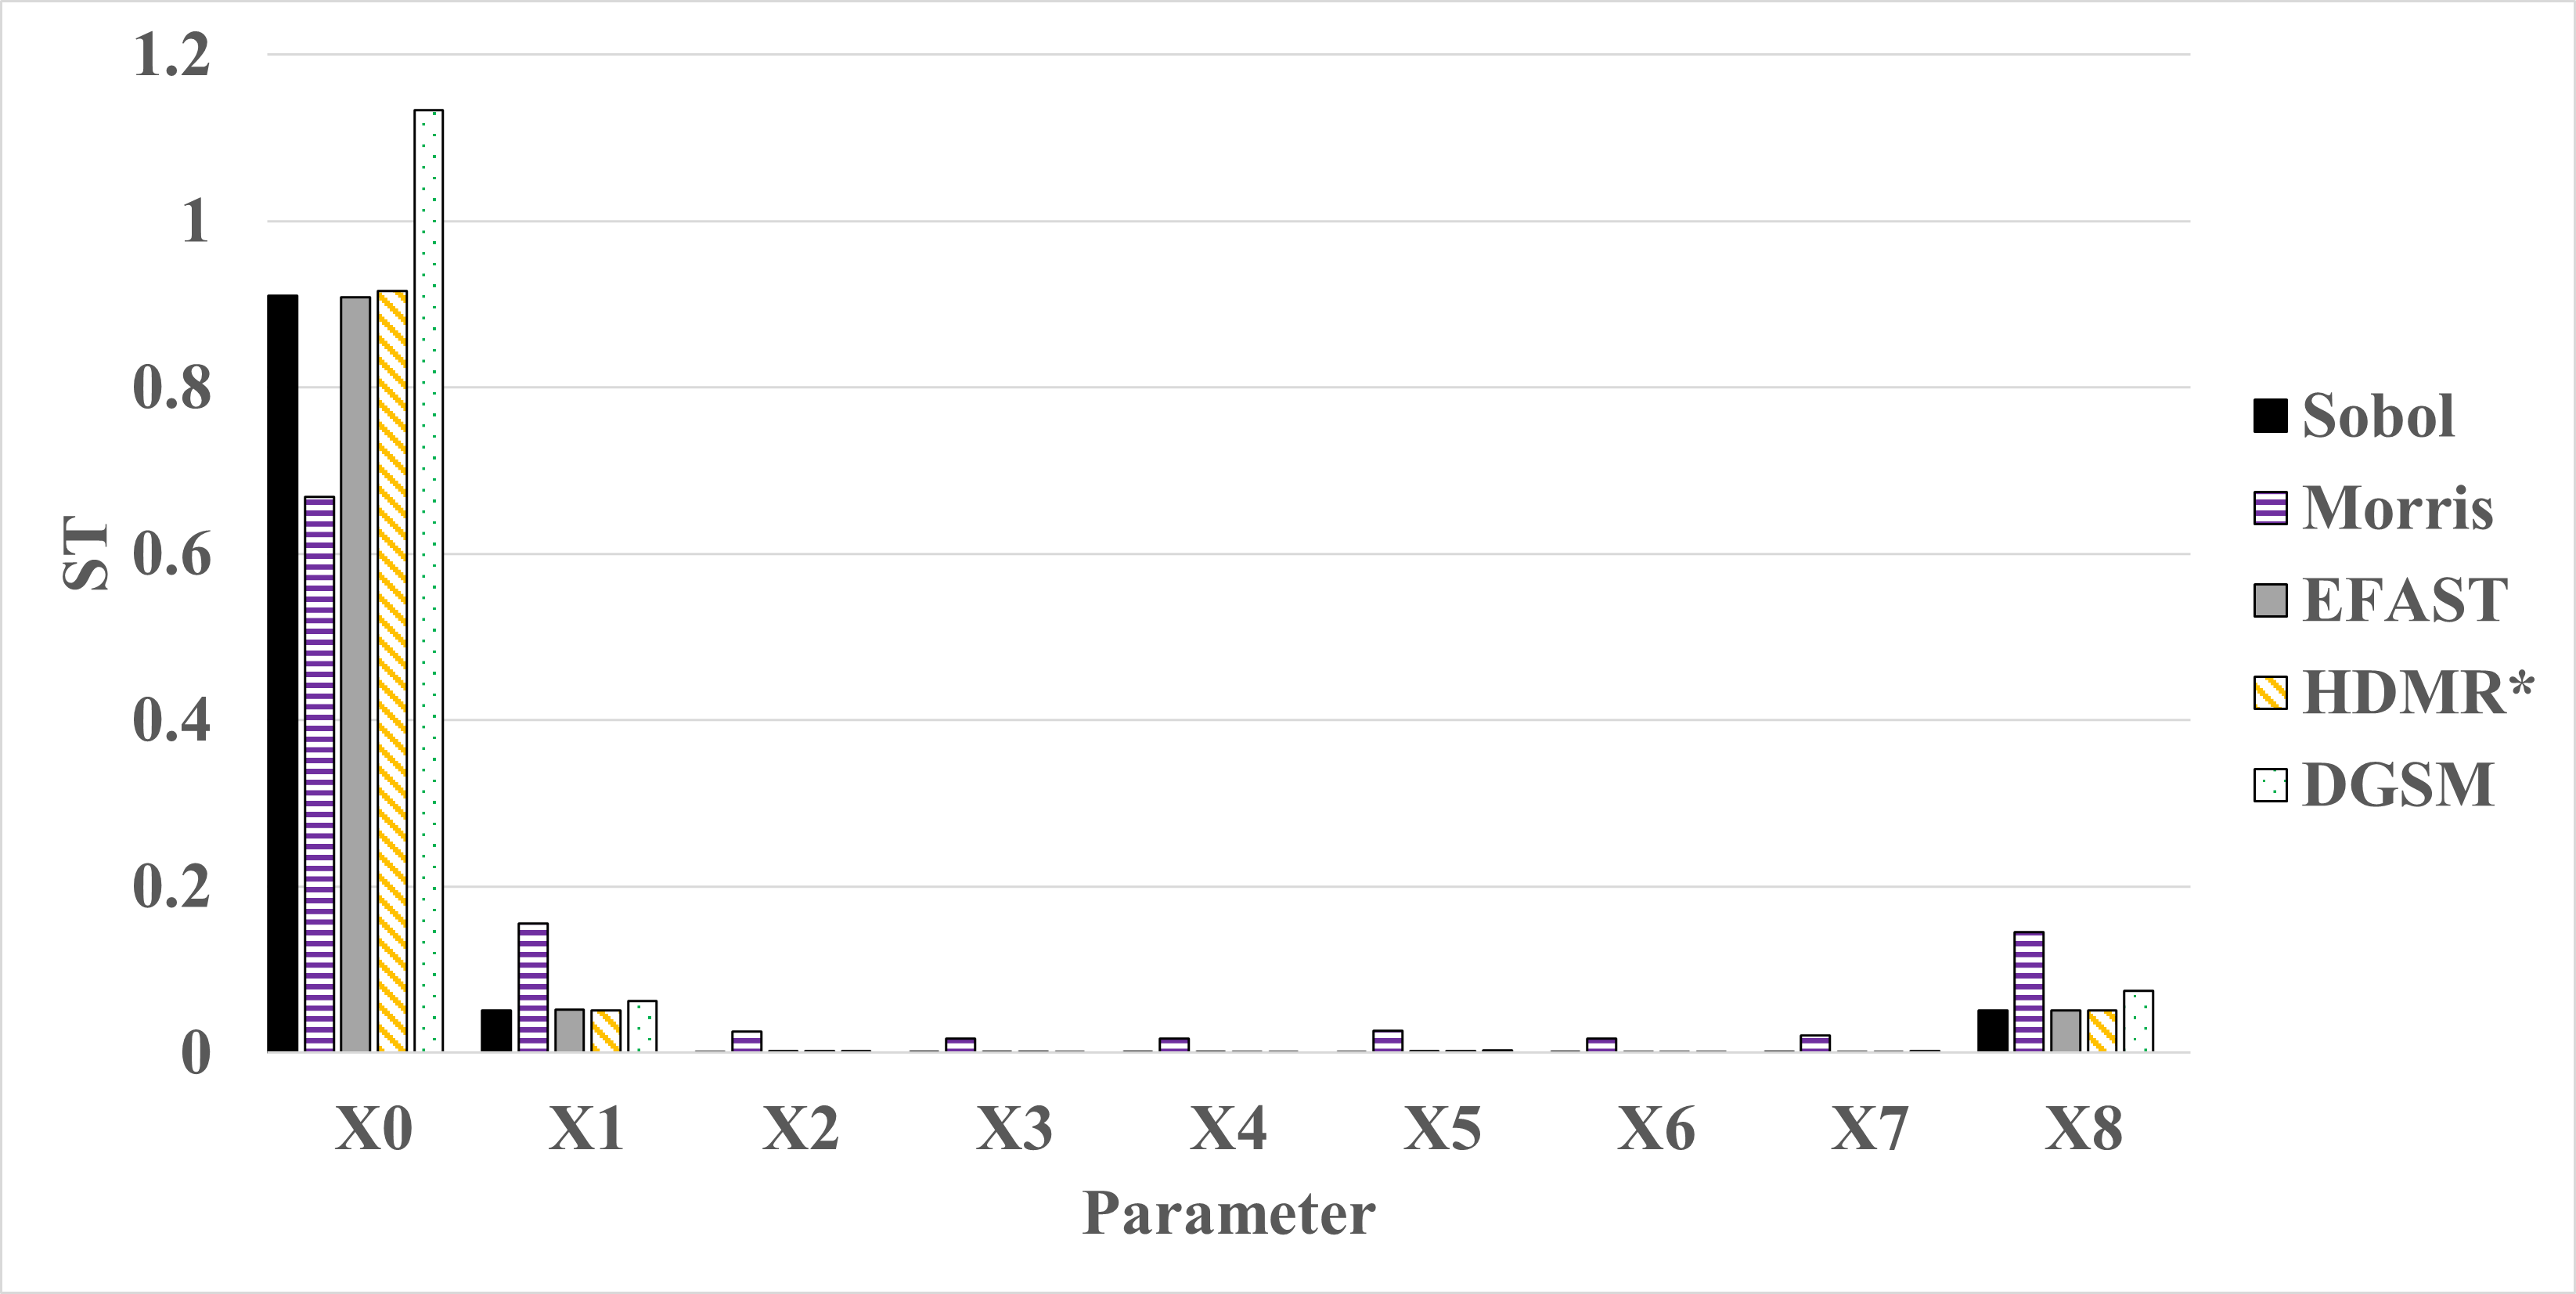 1.2
1
0.8
0.6
0.4
0.2
0
ST
X0 X1 X2 X3 X4 X5 X6 X7 X8
Parameter
Sobol
Morris
EFAST
HDMR*
DGSM